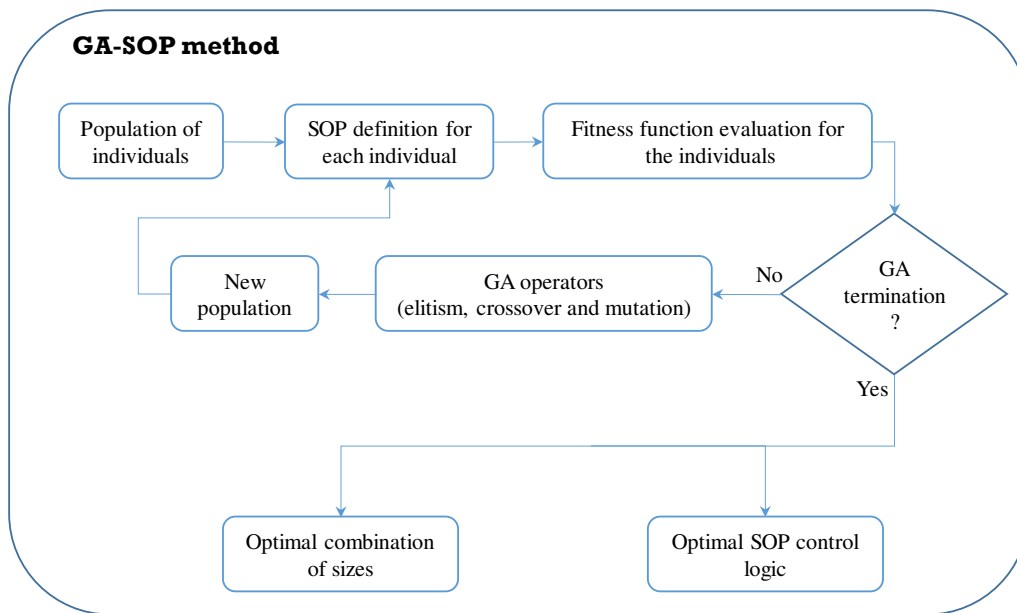 GA-SOP method
Population of
individuals
SOP definition for
each individual
Fitness function evaluation for
the individuals
New
population
GA operators
(elitism, crossover and mutation)
No
GA
termination
?
Yes
Optimal combination
of sizes
Optimal SOP control
logic